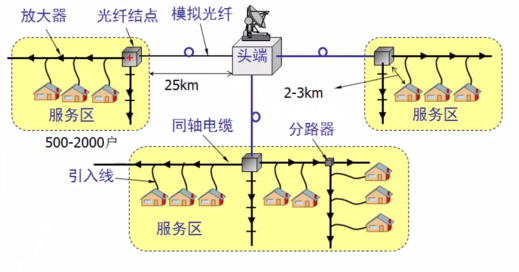 放大器
光纤结点
模拟光纤
头端
25km
2-3km
服务区
服务区
500-2000户
同轴电缆
分路器
引入线
服务区